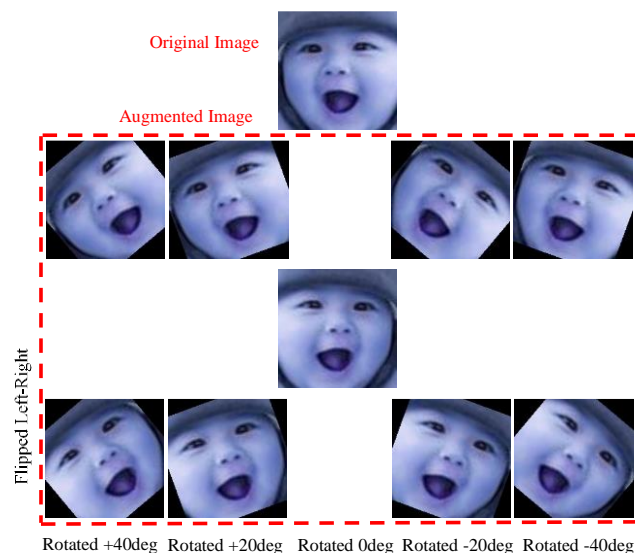 Original Image
Augmented Image
Flipped Left-Right
Rotated +40deg Rotated +20deg Rotated 0deg Rotated -20deg Rotated -40deg